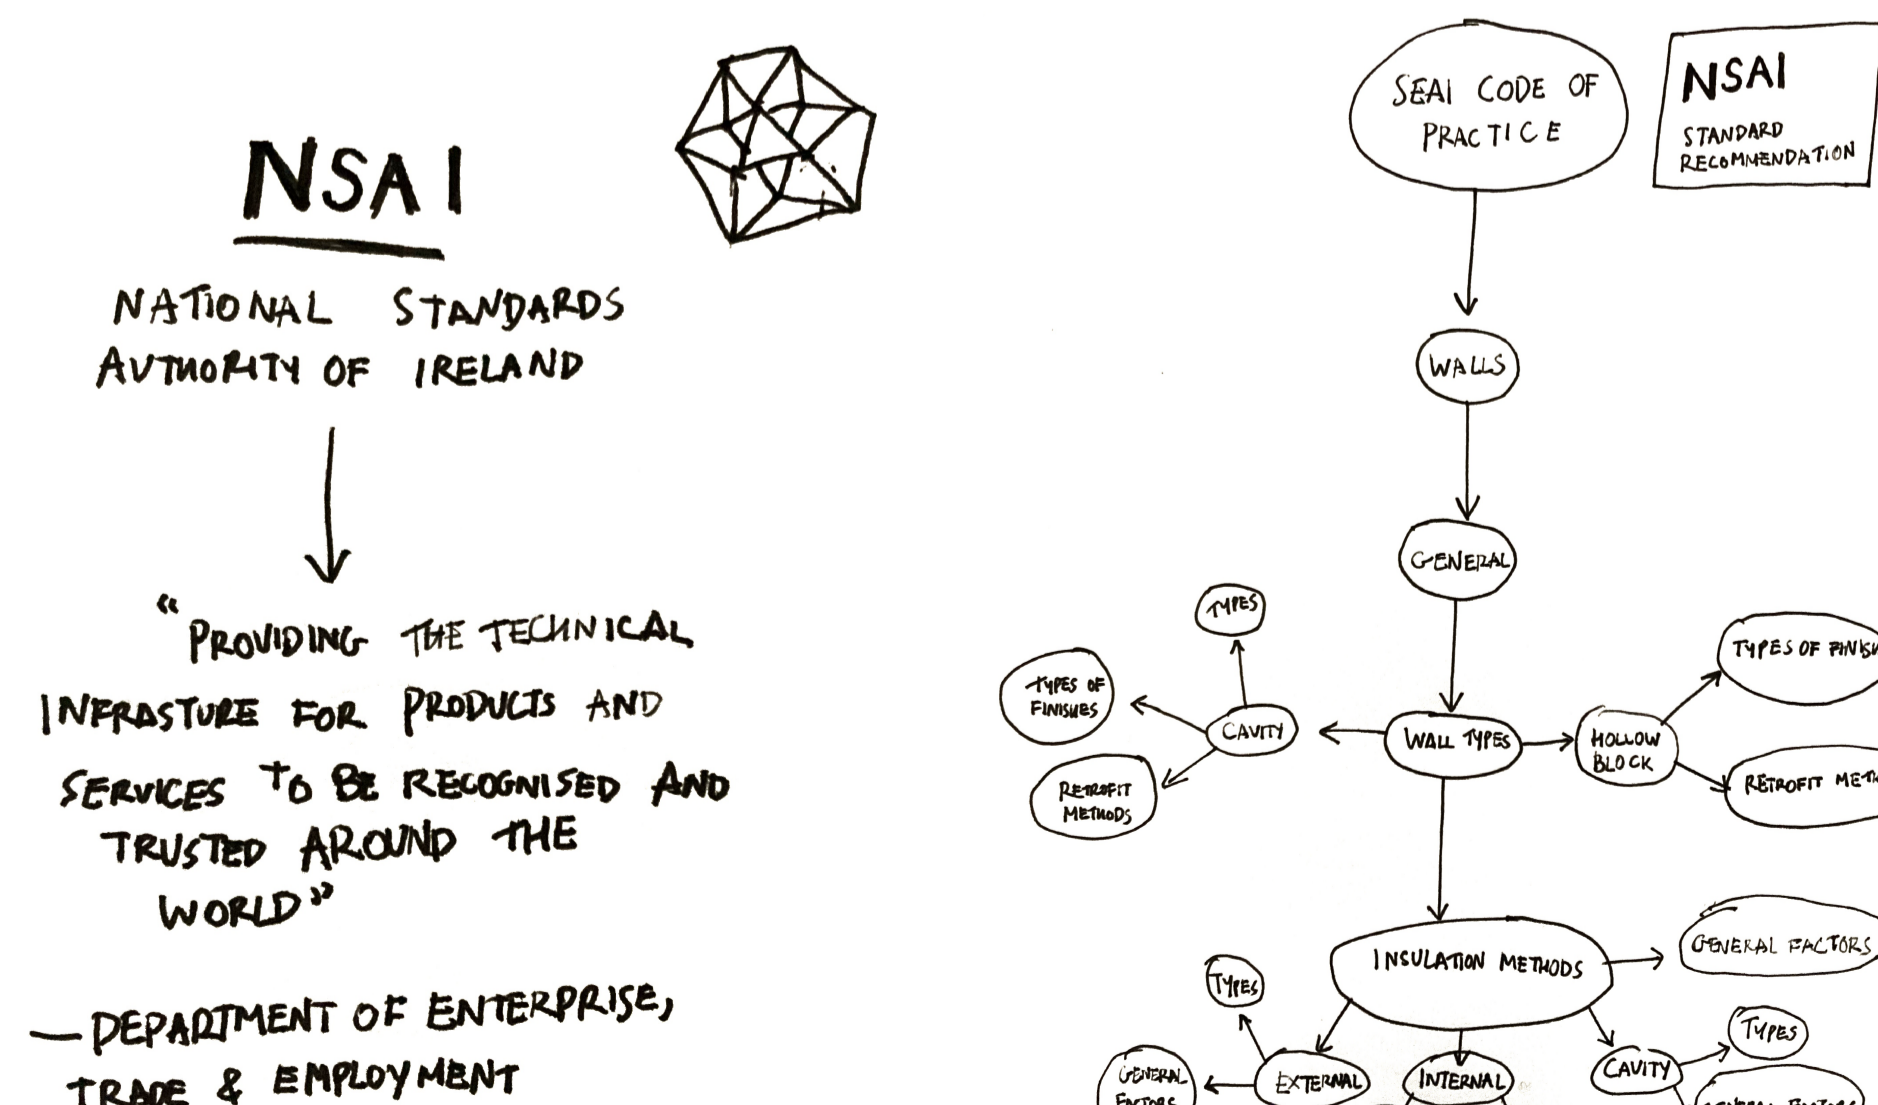 NSAI
NATIONAL STANDARDS
AUTHORITY OF IRELAND
"PROVIDING THE TECHNICAL
INFRASTURE FOR PRODUCTS AND
SERVICES TO BE RECOGNISED AND
TRUSTED AROUND THE
WORLD"
— DEPARTMENT OF ENTERPRISE,
TRADE & EMPLOYMENT
SEAI CODE OF
PRACTICE
NSAI
STANDARD
RECOMMENDATION
WALLS
GENERAL
TYPES
TYPES OF
FINISHES
CAVITY
RETROFIT
METHODS
WALL TYPES
HOLLOW
BLOCK
TYPES OF FINISH
RETROFIT METH
INSULATION METHODS
GENERAL FACTORS
TYPES
GENERAL
FACTORS
EXTERNAL
INTERNAL
CAVITY
TYPES
GENERAL FACTORS